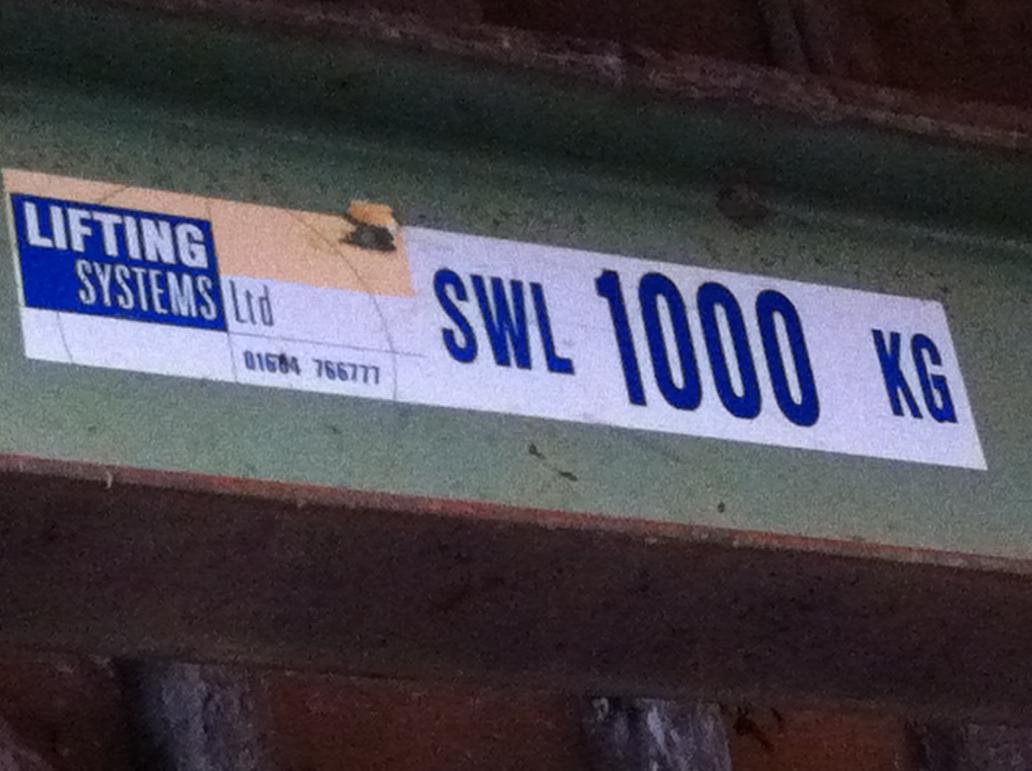 LIFTING
SYSTEMS Ltd
01684 766777
SWL 1000 KG